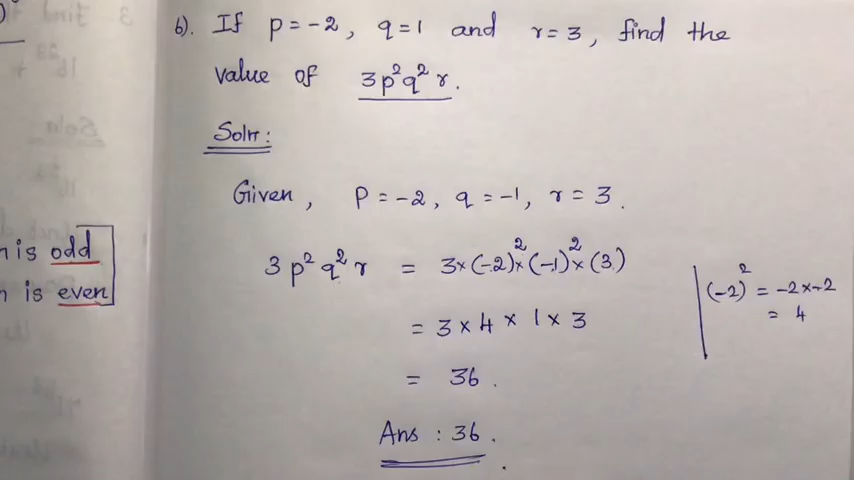 6). If p=-2, q=1 and r=3, find the
value of 3p²q²r.
Soln:
Given, P=-2, q=-1, r=3.
is odd
is even
3p²q²r = 3×(-2)²×(-1)²×(3)
= 3×4×1×3
= 36.
Ans : 36.
(-2)² = -2×-2
= 4